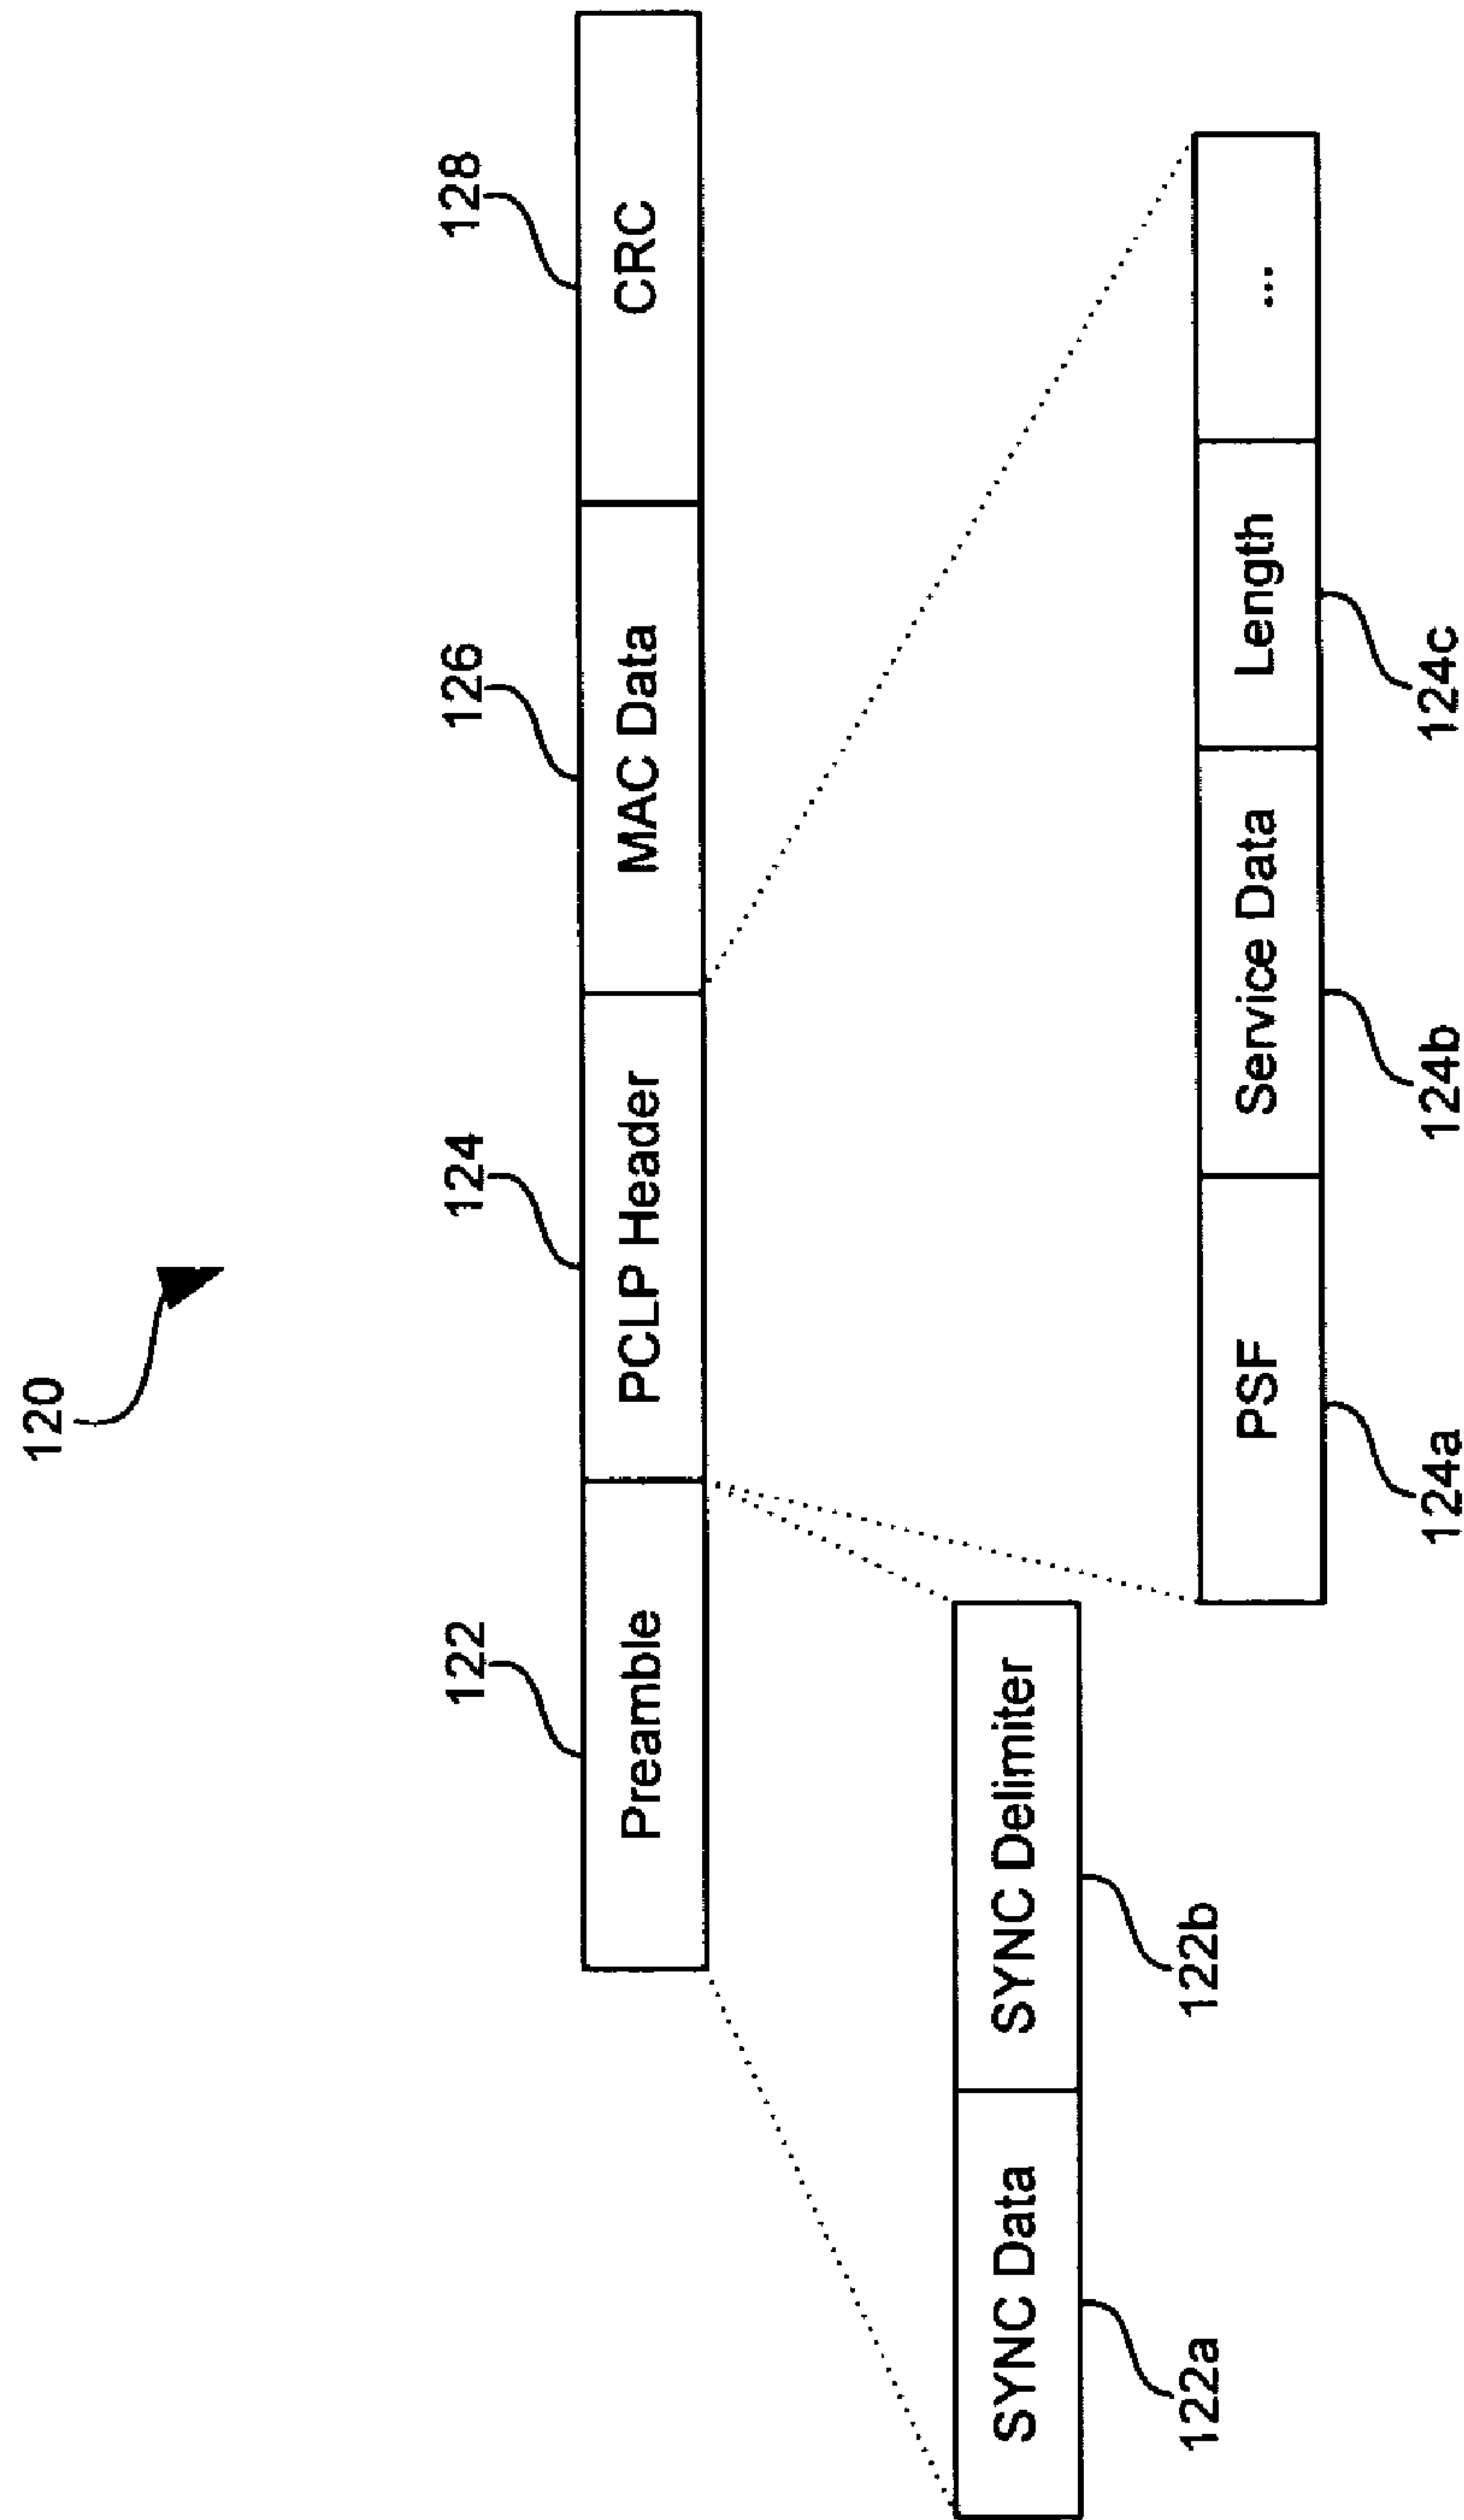 120
122
124
126
128
Preamble
PCLP Header
MAC Data
CRC
SYNC Data
SYNC Delimiter
122a
122b
PSF
Service Data
Length
...
124a
124b
124c